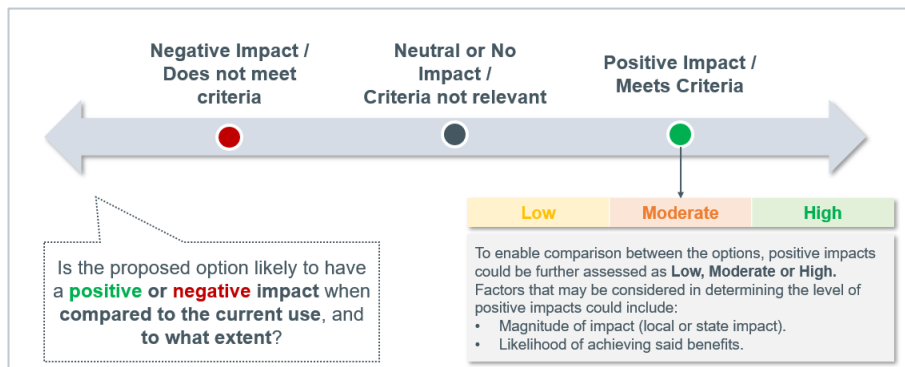 Negative Impact /
Does not meet
criteria
Neutral or No
Impact /
Criteria not relevant
Positive Impact /
Meets Criteria
Low
Moderate
High
Is the proposed option likely to have
a positive or negative impact when
compared to the current use, and
to what extent?
To enable comparison between the options, positive impacts
could be further assessed as Low, Moderate or High.
Factors that may be considered in determining the level of
positive impacts could include:
• Magnitude of impact (local or state impact).
• Likelihood of achieving said benefits.